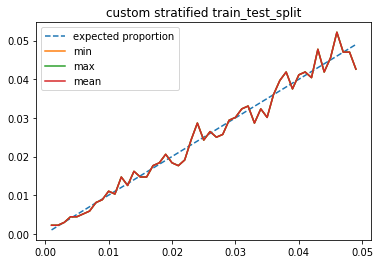 custom stratified train_test_split
expected proportion
min
max
mean
0.05
0.04
0.03
0.02
0.01
0.00
0.00 0.01 0.02 0.03 0.04 0.05